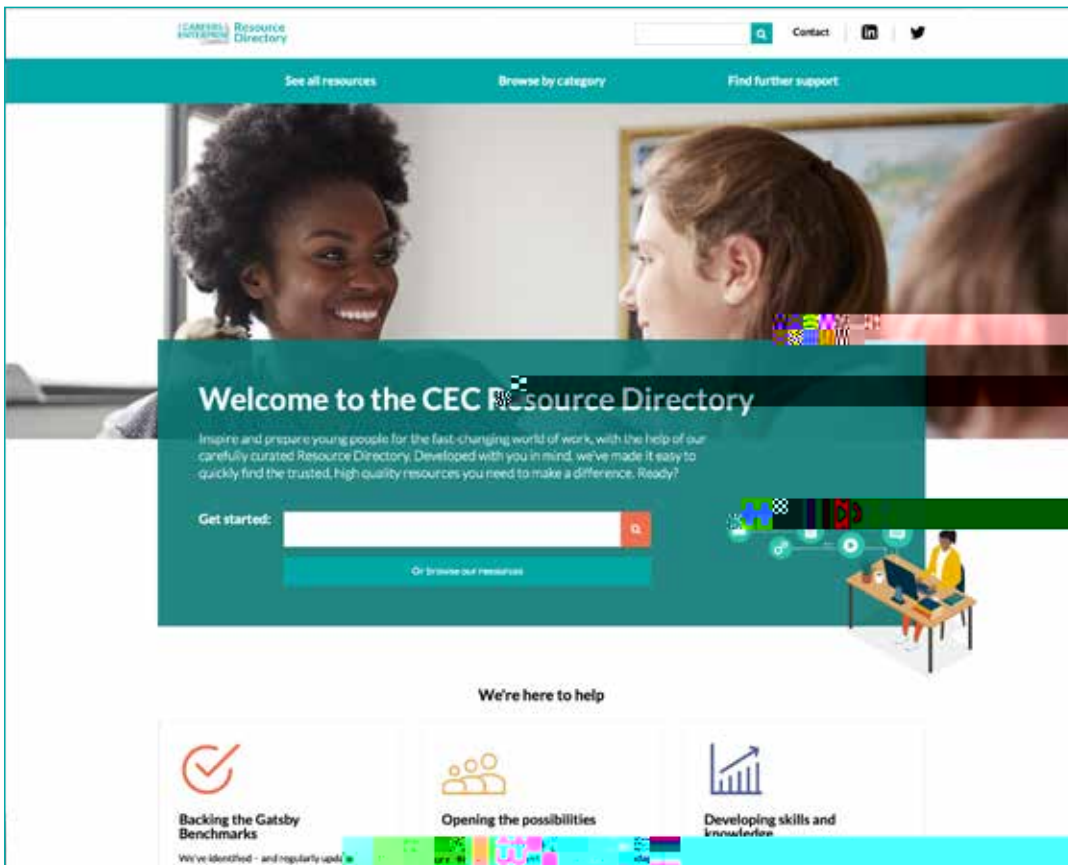 THE CAREERS & ENTERPRISE
Resource
Directory
Contact
See all resources
Browse by category
Find further support
Welcome to the CEC Resource Directory
Inspire and prepare young people for the fast-changing world of work, with the help of our
carefully curated Resource Directory. Developed with you in mind, we've made it easy to
quickly find the trusted, high quality resources you need to make a difference. Ready?
Get started:
Or browse our resources
We're here to help
Backing the Gatsby
Benchmarks
We've identified - and regularly
Opening the possibilities
Developing skills and
knowledge